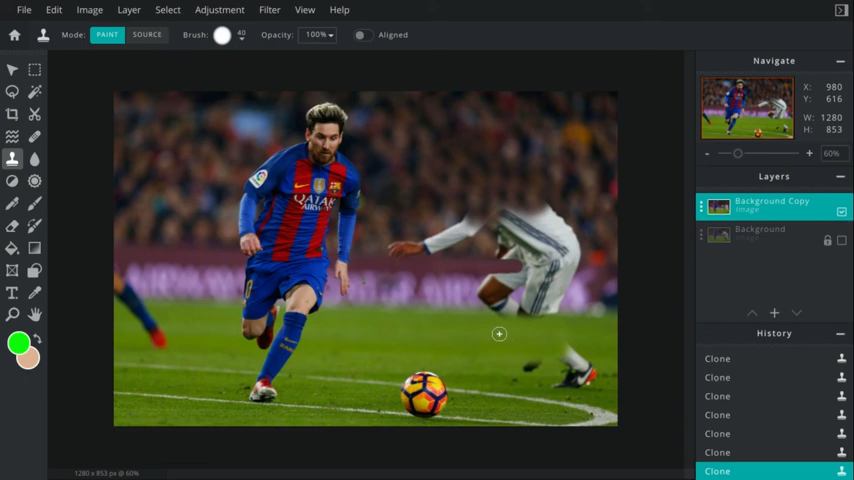 File Edit Image Layer Select Adjustment Filter View Help
Mode: PAINT SOURCE Brush: 40 Opacity: 100% Aligned
Navigate
X: 980
Y: 616
W: 1280
H: 853
- + 60%
Layers
Background Copy
Image
Background
Image
History
Clone
Clone
Clone
Clone
Clone
Clone
Clone
QATAR
AIRWAYS
1280 x 853 px @ 60%